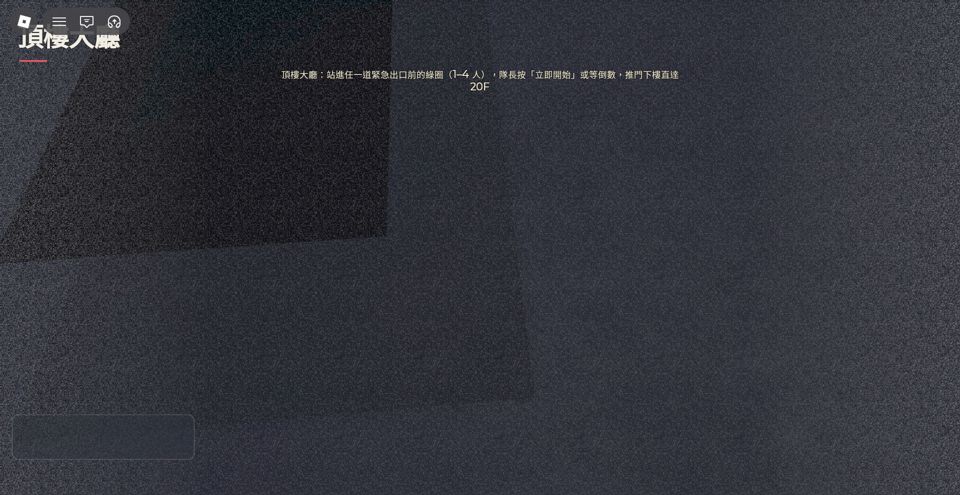 頂樓大廳
頂樓大廳：站進任一道緊急出口前的綠圈（1–4 人），隊長按「立即開始」或等倒數，推門下樓直達
20F